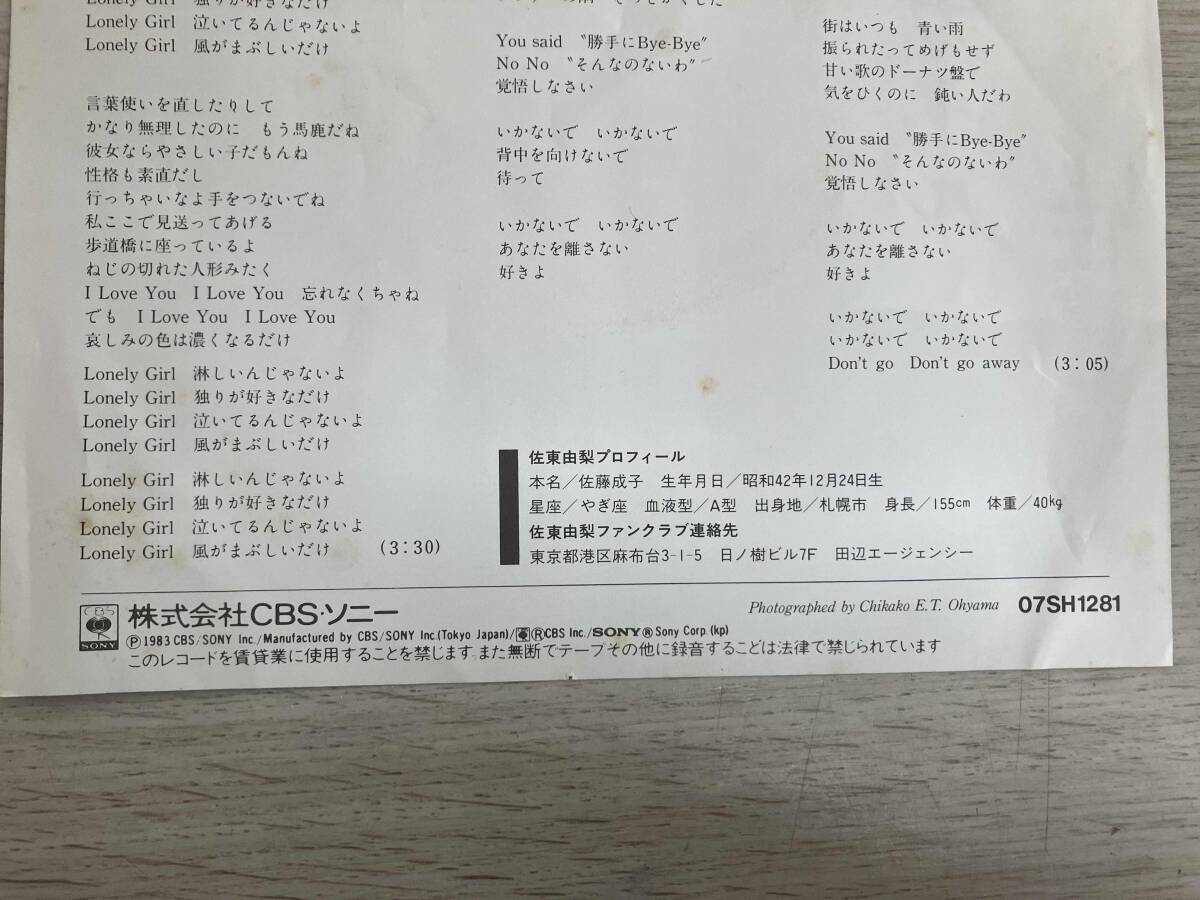 Lonely Girl　独りが好きなだけ
Lonely Girl　泣いてるんじゃないよ
Lonely Girl　風がまぶしいだけ
言葉使いを直したりして
かなり無理したのに　もう馬鹿だね
彼女ならやさしい子だもんね
性格も素直だし
行っちゃいなよ手をつないでね
私ここで見送ってあげる
歩道橋に座っているよ
ねじの切れた人形みたく
I Love You　I Love You　忘れなくちゃね
でも　I Love You　I Love You
哀しみの色は濃くなるだけ
Lonely Girl　淋しいんじゃないよ
Lonely Girl　独りが好きなだけ
Lonely Girl　泣いてるんじゃないよ
Lonely Girl　風がまぶしいだけ
Lonely Girl　淋しいんじゃないよ
Lonely Girl　独りが好きなだけ
Lonely Girl　泣いてるんじゃないよ
Lonely Girl　風がまぶしいだけ　(3：30)
You said　〝勝手にBye-Bye〟
No No　〝そんなのないわ〟
覚悟しなさい
いかないで　いかないで
背中を向けないで
待って
いかないで　いかないで
あなたを離さない
好きよ
街はいつも　青い雨
振られたってめげもせず
甘い歌のドーナツ盤で
気をひくのに　鈍い人だわ
You said　〝勝手にBye-Bye〟
No No　〝そんなのないわ〟
覚悟しなさい
いかないで　いかないで
あなたを離さない
好きよ
いかないで　いかないで
いかないで　いかないで
Don't go　Don't go away　(3：05)
佐東由梨プロフィール
本名／佐藤成子　生年月日／昭和42年12月24日生
星座／やぎ座　血液型／A型　出身地／札幌市　身長／155cm　体重／40kg
佐東由梨ファンクラブ連絡先
東京都港区麻布台3-1-5　日ノ樹ビル7F　田辺エージェンシー
CBS SONY 株式会社CBS・ソニー
Photographed by Chikako E.T. Ohyama　07SH1281
Ⓟ1983 CBS/SONY Inc./Manufactured by CBS/SONY Inc.(Tokyo Japan)/®CBS Inc./SONY® Sony Corp.(kp)
このレコードを賃貸業に使用することを禁じます.また無断でテープその他に録音することは法律で禁じられています